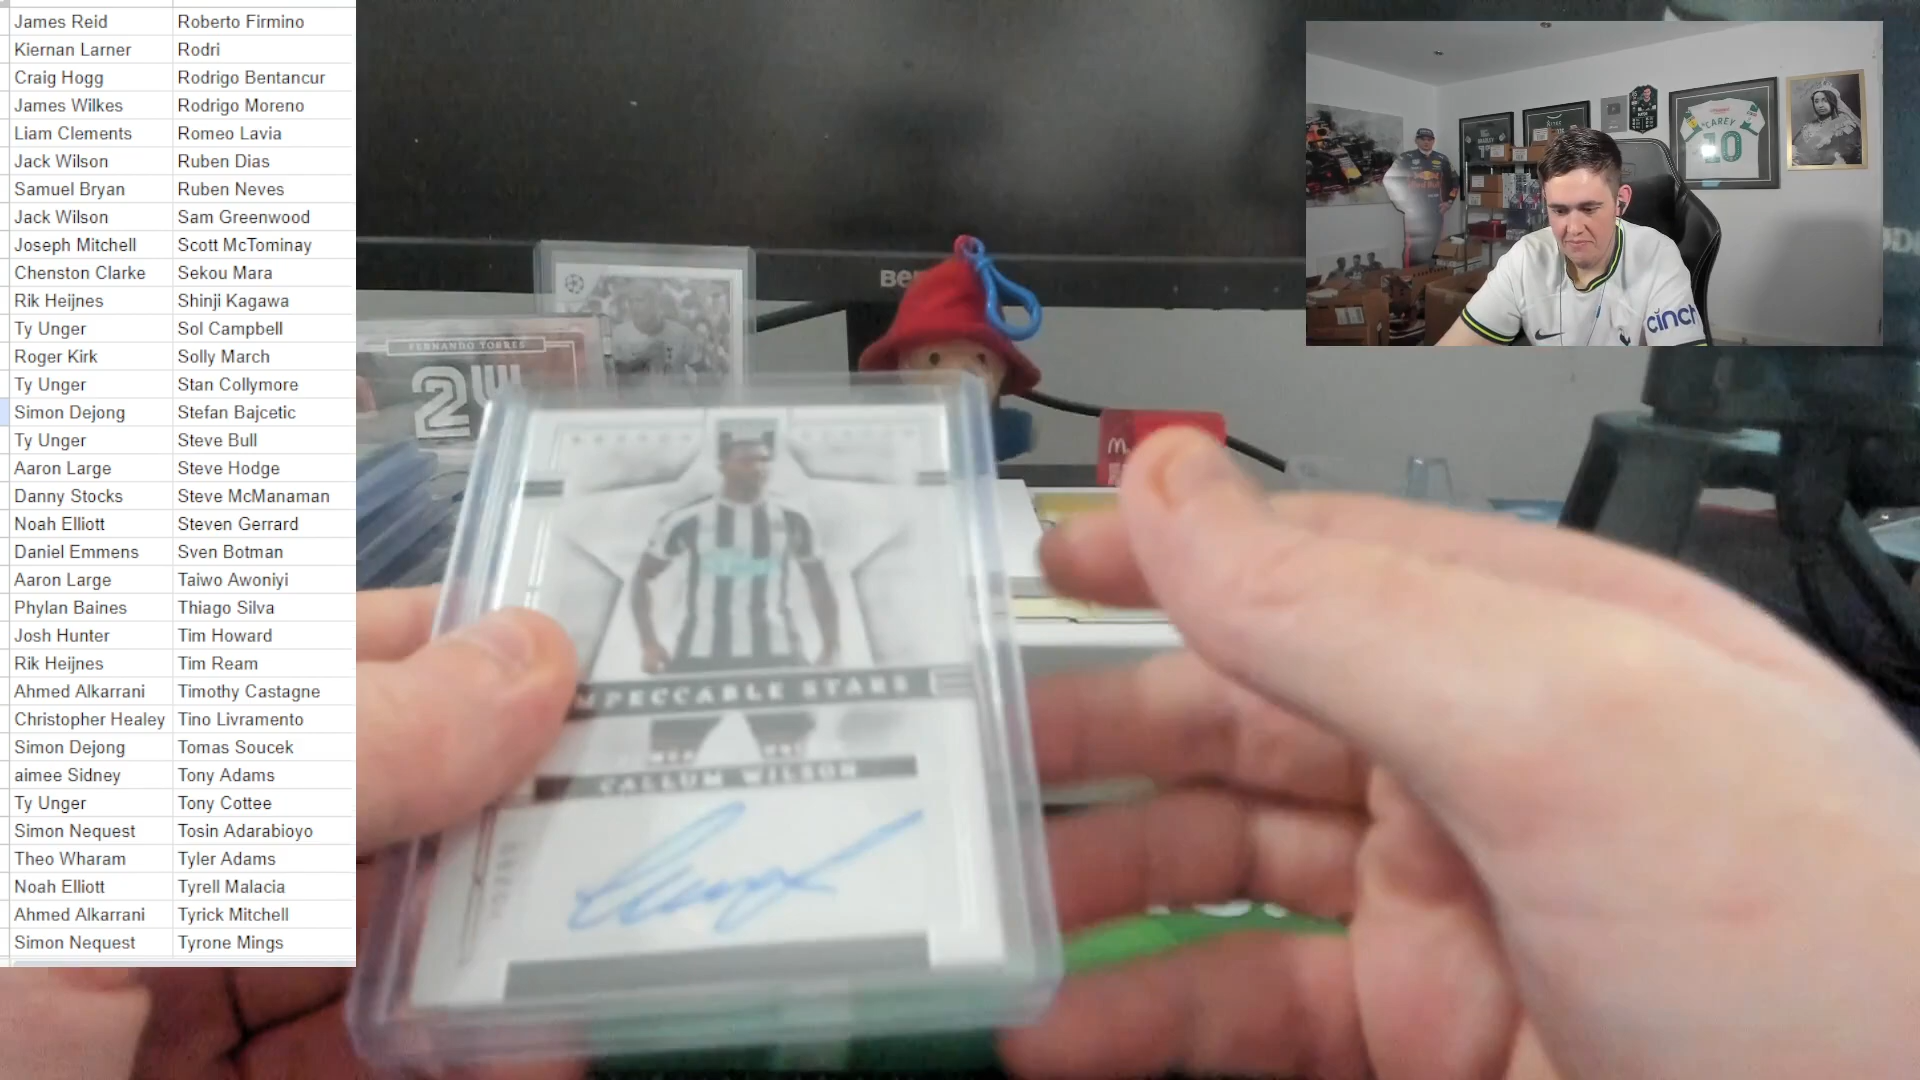 James Reid Roberto Firmino
Kiernan Larner Rodri
Craig Hogg Rodrigo Bentancur
James Wilkes Rodrigo Moreno
Liam Clements Romeo Lavia
Jack Wilson Ruben Dias
Samuel Bryan Ruben Neves
Jack Wilson Sam Greenwood
Joseph Mitchell Scott McTominay
Chenston Clarke Sekou Mara
Rik Heijnes Shinji Kagawa
Ty Unger Sol Campbell
Roger Kirk Solly March
Ty Unger Stan Collymore
Simon Dejong Stefan Bajcetic
Ty Unger Steve Bull
Aaron Large Steve Hodge
Danny Stocks Steve McManaman
Noah Elliott Steven Gerrard
Daniel Emmens Sven Botman
Aaron Large Taiwo Awoniyi
Phylan Baines Thiago Silva
Josh Hunter Tim Howard
Rik Heijnes Tim Ream
Ahmed Alkarrani Timothy Castagne
Christopher Healey Tino Livramento
Simon Dejong Tomas Soucek
aimee Sidney Tony Adams
Ty Unger Tony Cottee
Simon Nequest Tosin Adarabioyo
Theo Wharam Tyler Adams
Noah Elliott Tyrell Malacia
Ahmed Alkarrani Tyrick Mitchell
Simon Nequest Tyrone Mings
FERNANDO TORRES
STARS
CALLUM WILSON
CAREY
10
cinch